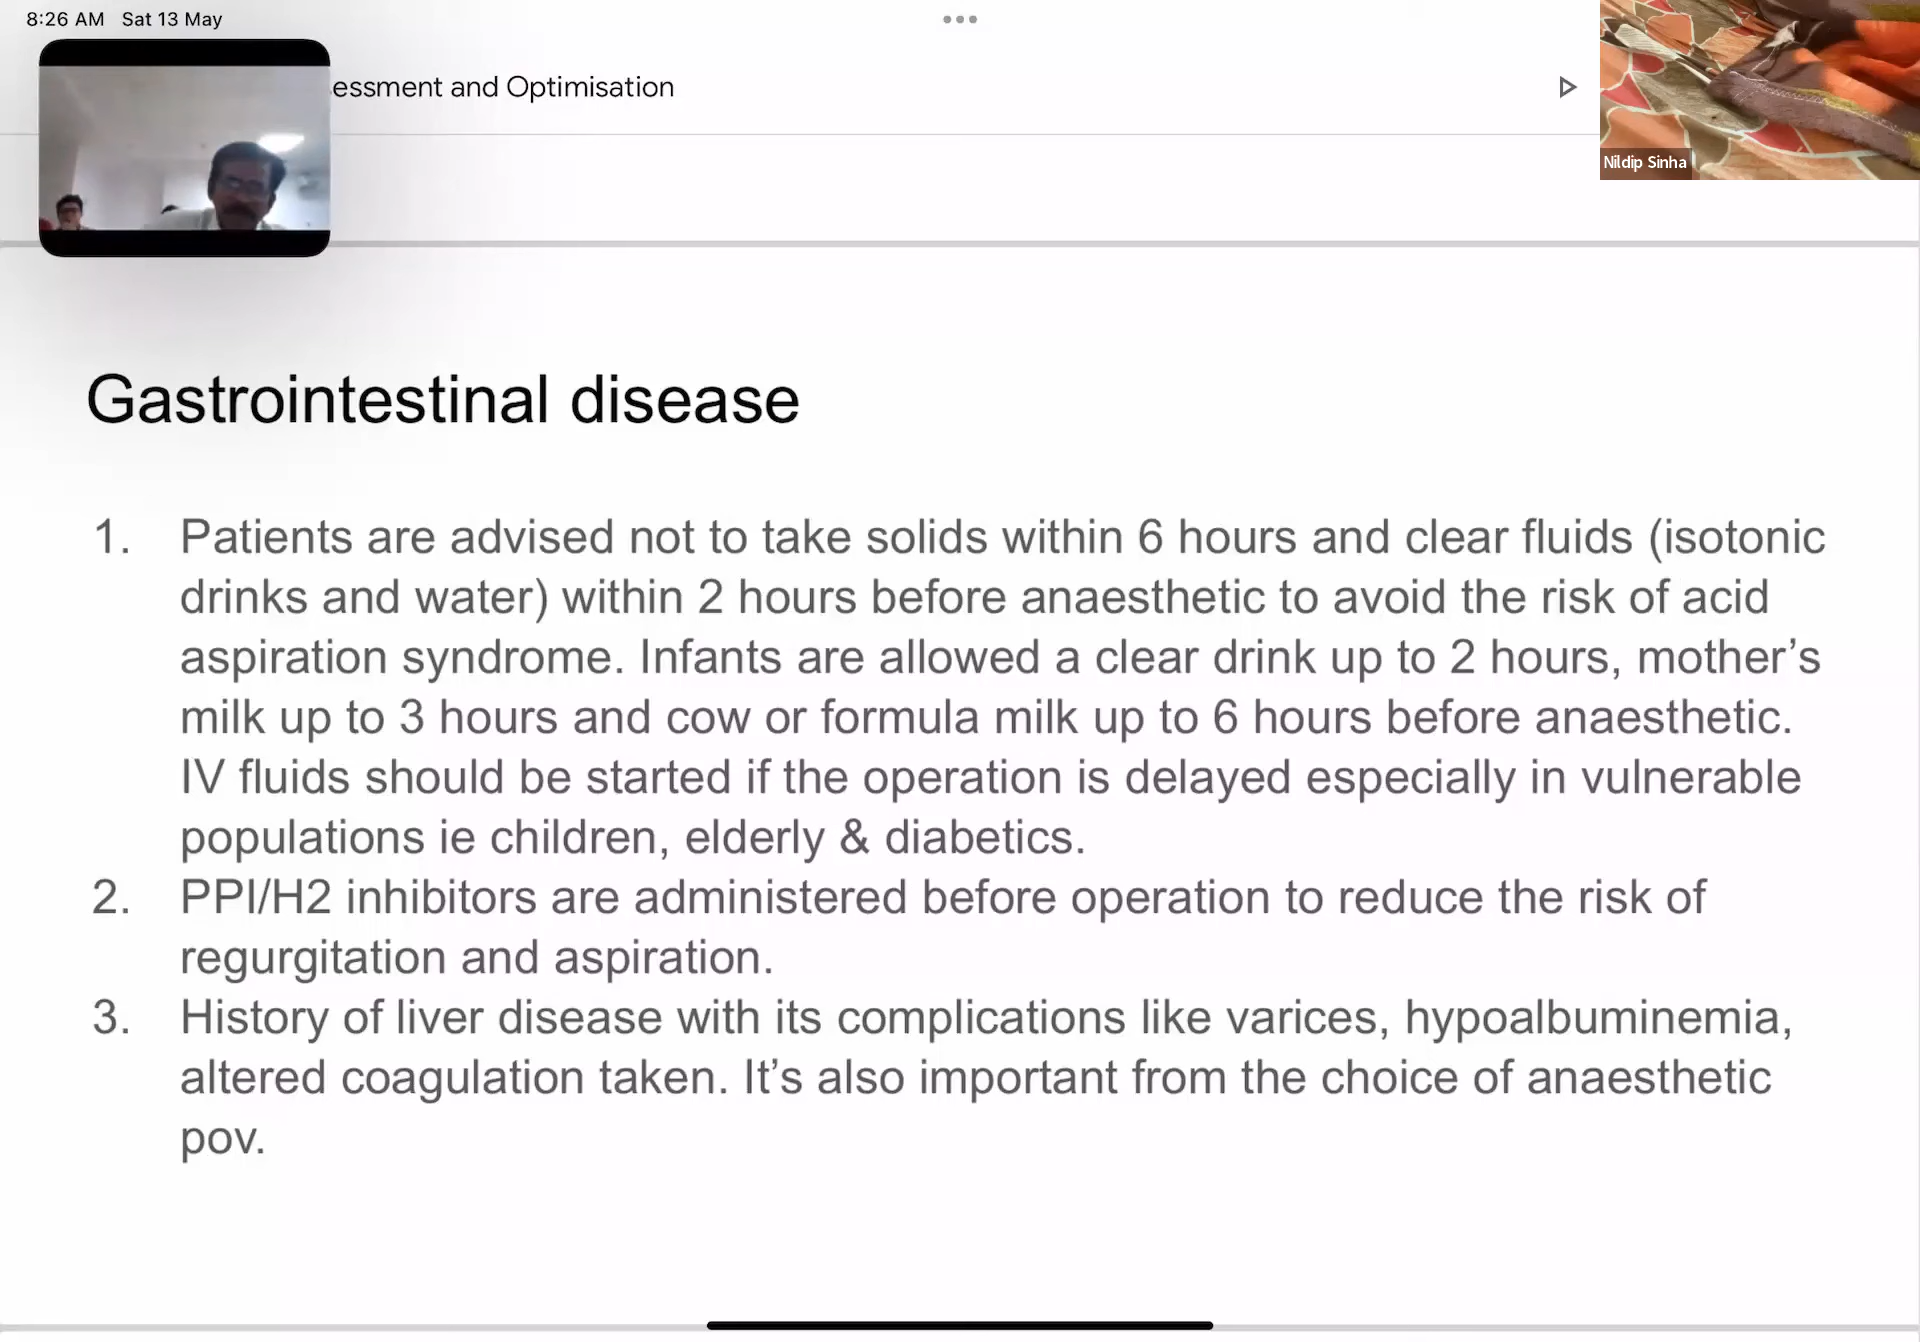 8:26 AM Sat 13 May
essment and Optimisation
Nildip Sinha
Gastrointestinal disease
1. Patients are advised not to take solids within 6 hours and clear fluids (isotonic
drinks and water) within 2 hours before anaesthetic to avoid the risk of acid
aspiration syndrome. Infants are allowed a clear drink up to 2 hours, mother’s
milk up to 3 hours and cow or formula milk up to 6 hours before anaesthetic.
IV fluids should be started if the operation is delayed especially in vulnerable
populations ie children, elderly & diabetics.
2. PPI/H2 inhibitors are administered before operation to reduce the risk of
regurgitation and aspiration.
3. History of liver disease with its complications like varices, hypoalbuminemia,
altered coagulation taken. It’s also important from the choice of anaesthetic
pov.